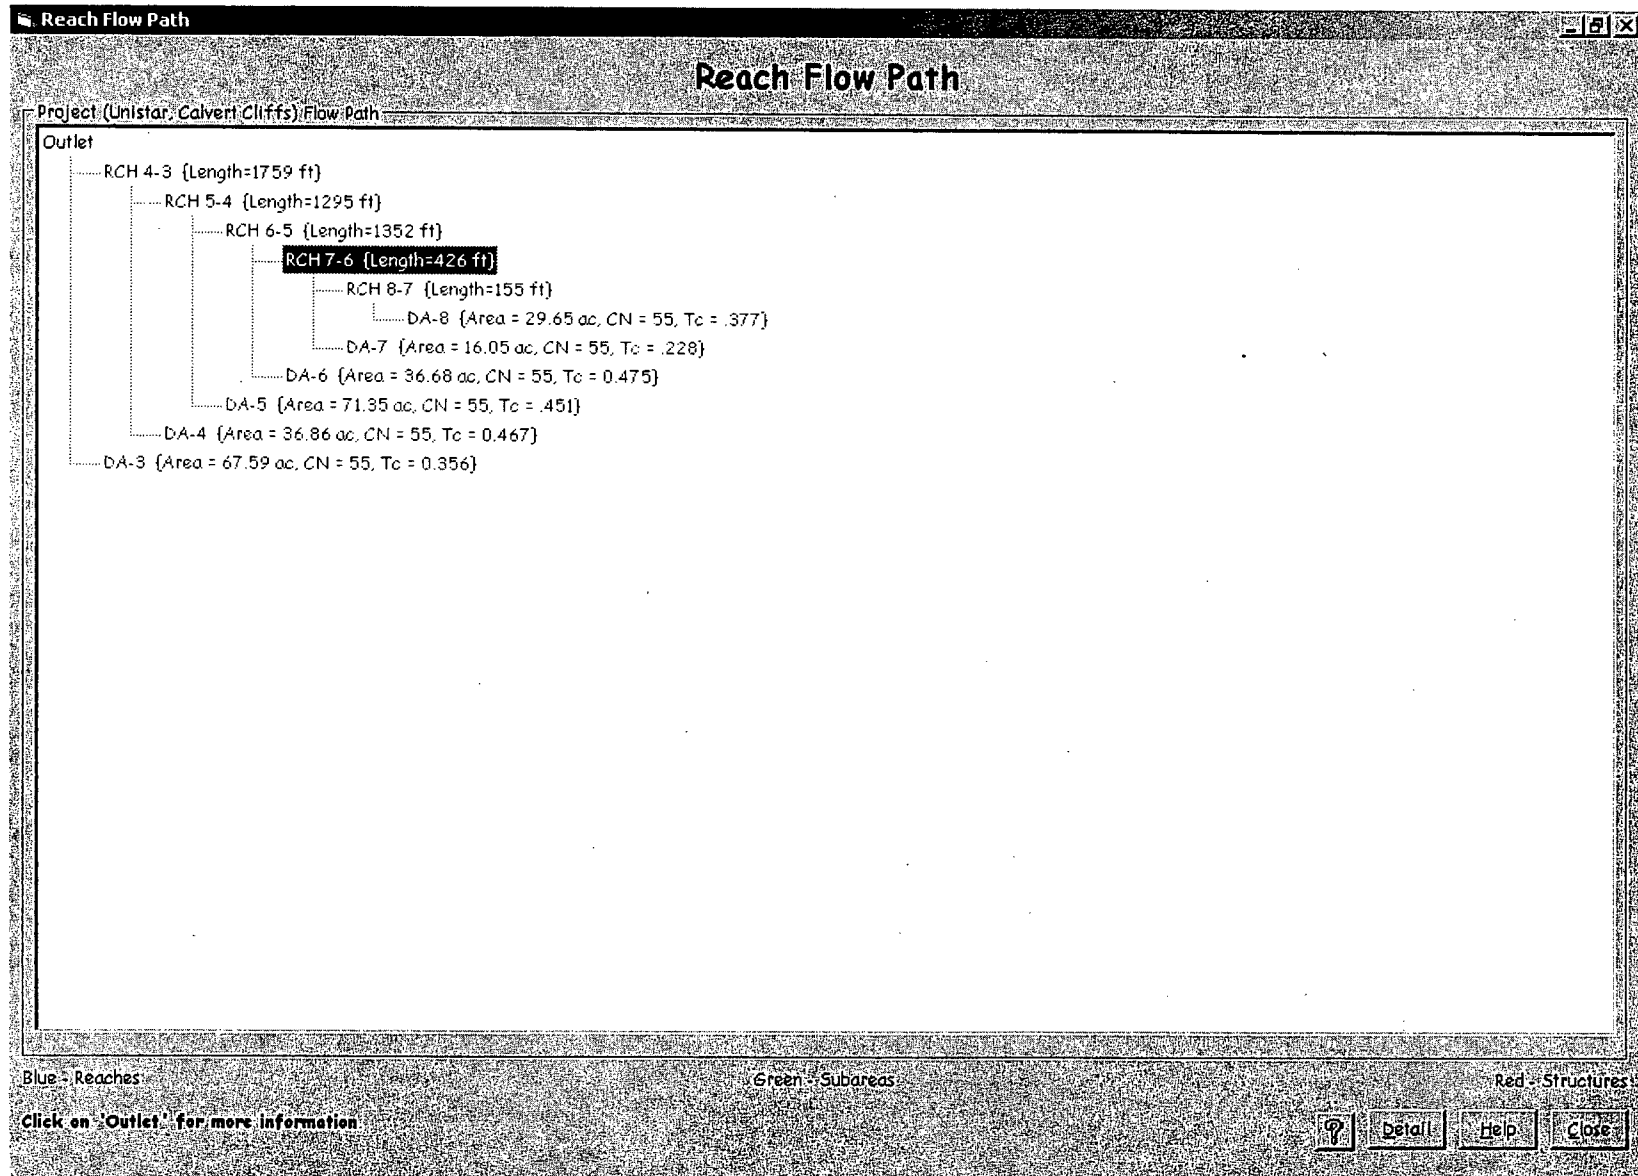 Reach Flow Path
Reach Flow Path
Project (Unistar, Calvert Cliffs) Flow Path
Outlet
RCH 4-3 {Length=1759 ft}
RCH 5-4 {Length=1295 ft}
RCH 6-5 {Length=1352 ft}
RCH 7-6 {Length=426 ft}
RCH 8-7 {Length=155 ft}
DA-8 {Area = 29.65 ac, CN = 55, Tc = .377}
DA-7 {Area = 16.05 ac, CN = 55, Tc = .228}
DA-6 {Area = 36.68 ac, CN = 55, Tc = 0.475}
DA-5 {Area = 71.35 ac, CN = 55, Tc = .451}
DA-4 {Area = 36.86 ac, CN = 55, Tc = 0.467}
DA-3 {Area = 67.59 ac, CN = 55, Tc = 0.356}
Blue - Reaches Green - Subareas Red - Structures
Click on 'Outlet' for more information ? Detail Help Close